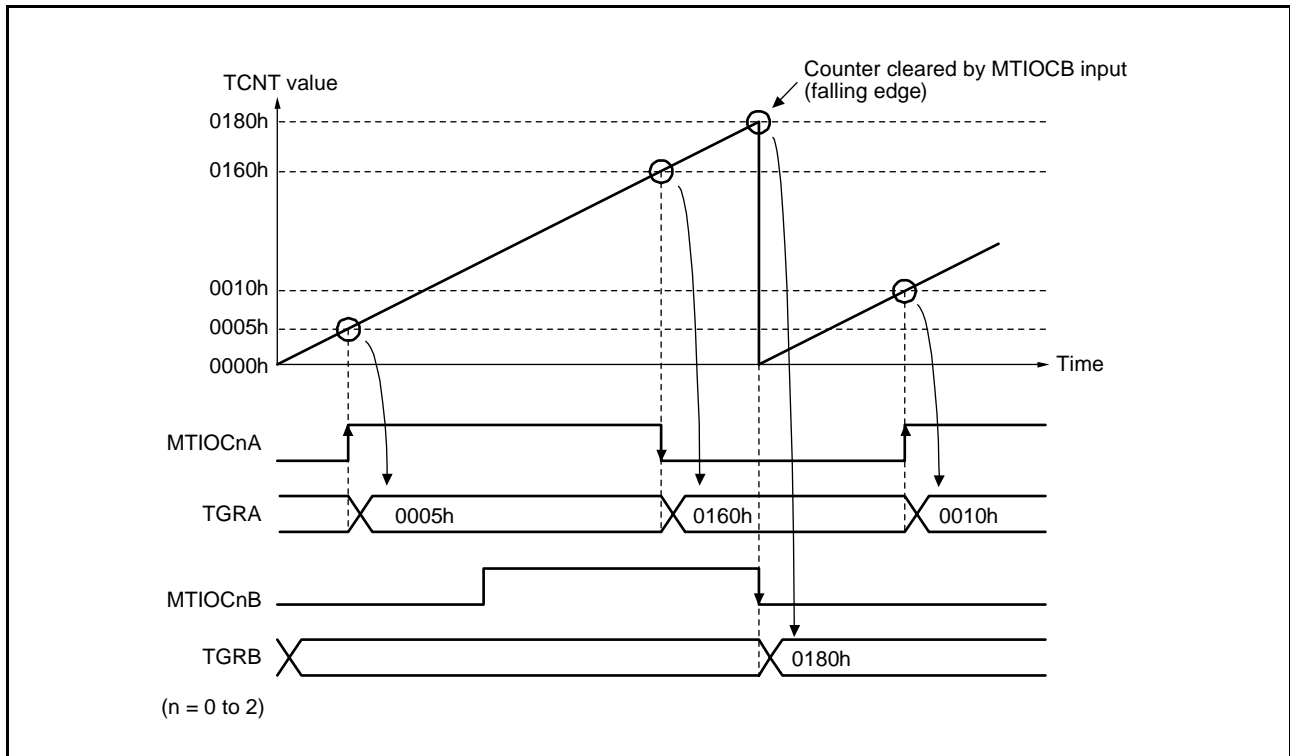 Counter cleared by MTIOCB input
(falling edge)
TCNT value
0180h
0160h
0010h
0005h
0000h
Time
MTIOCnA
TGRA
0005h
0160h
0010h
MTIOCnB
TGRB
0180h
(n = 0 to 2)